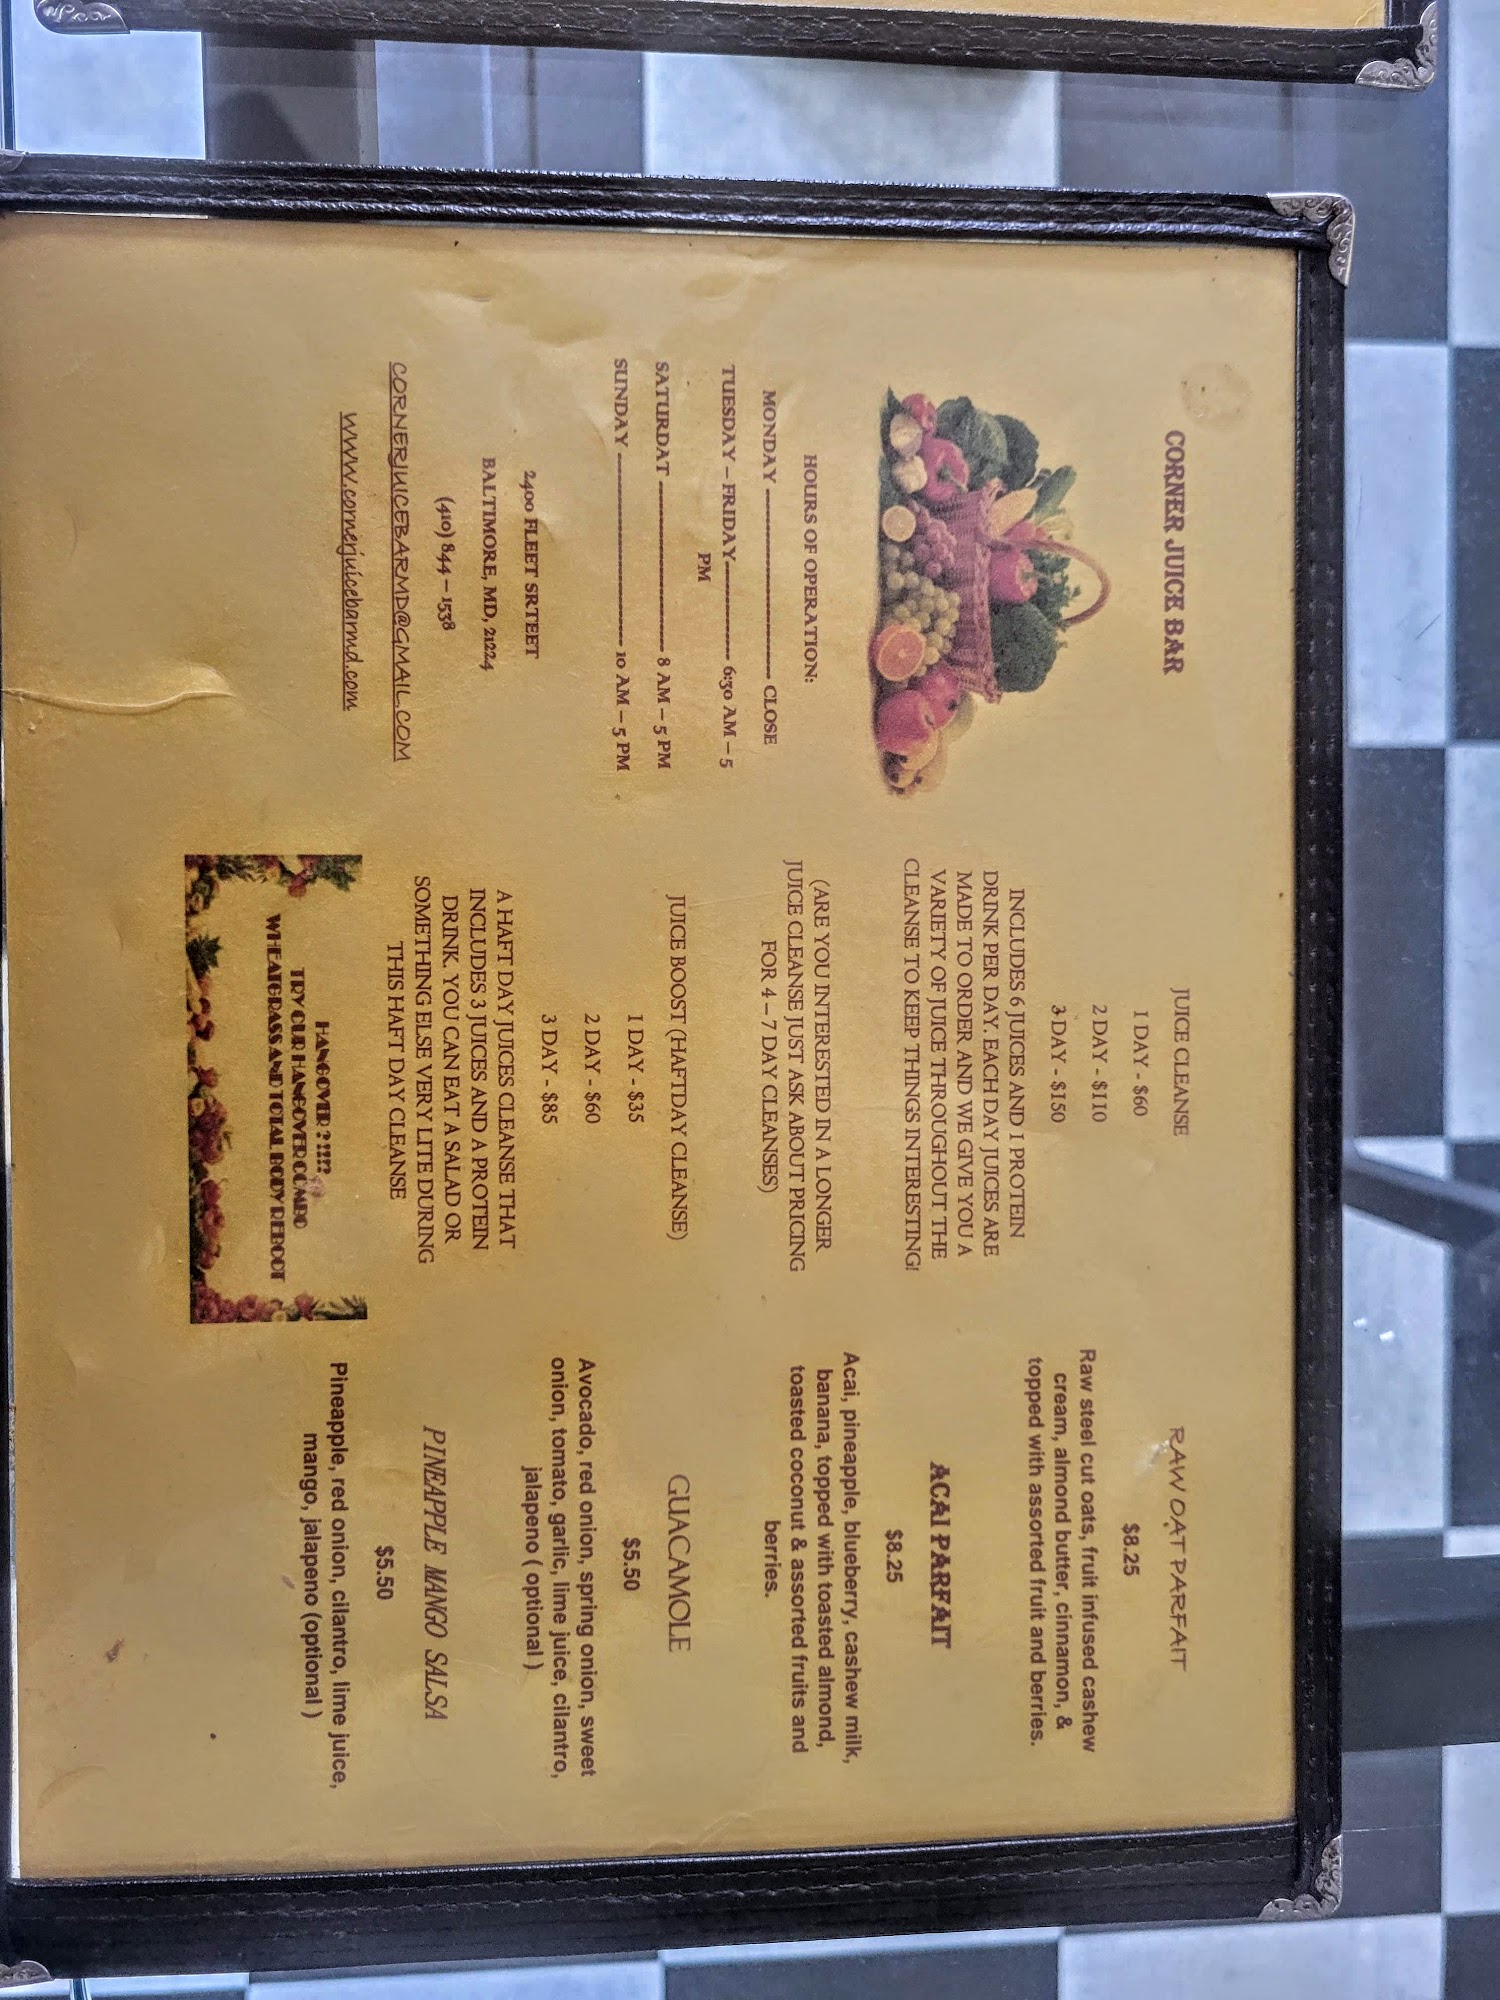 CORNER JUICE BAR
HOURS OF OPERATION:
MONDAY ---------------------------- CLOSE
TUESDAY – FRIDAY-------------- 6:30 AM – 5
PM
SATURDAT ------------------------- 8 AM – 5 PM
SUNDAY ---------------------------- 10 AM – 5 PM
2400 FLEET SRTEET
BALTIMORE, MD, 21224
(410) 844 – 1538
CORNERJUICEBARMD@GMAIL.COM
www.cornerjuicebarmd.com
JUICE CLEANSE
1 DAY - $60
2 DAY - $110
3 DAY - $150
INCLUDES 6 JUICES AND 1 PROTEIN
DRINK PER DAY. EACH DAY JUICES ARE
MADE TO ORDER AND WE GIVE YOU A
VARIETY OF JUICE THROUGHOUT THE
CLEANSE TO KEEP THINGS INTERESTING!
(ARE YOU INTERESTED IN A LONGER
JUICE CLEANSE JUST ASK ABOUT PRICING
FOR 4 – 7 DAY CLEANSES)
JUICE BOOST (HAFTDAY CLEANSE)
1 DAY - $35
2 DAY - $60
3 DAY - $85
A HAFT DAY JUICES CLEANSE THAT
INCLUDES 3 JUICES AND A PROTEIN
DRINK. YOU CAN EAT A SALAD OR
SOMETHING ELSE VERY LITE DURING
THIS HAFT DAY CLEANSE
HANGOVER ?!!??
TRY OUR HANGOVER COMBO
WHEATGRASS AND TOTAL BODY REBOOT
RAW OAT PARFAIT
$8.25
Raw steel cut oats, fruit infused cashew
cream, almond butter, cinnamon, &
topped with assorted fruit and berries.
ACAI PARFAIT
$8.25
Acai, pineapple, blueberry, cashew milk,
banana, topped with toasted almond,
toasted coconut & assorted fruits and
berries.
GUACAMOLE
$5.50
Avocado, red onion, spring onion, sweet
onion, tomato, garlic, lime juice, cilantro,
jalapeno ( optional )
PINEAPPLE MANGO SALSA
$5.50
Pineapple, red onion, cilantro, lime juice,
mango, jalapeno (optional )